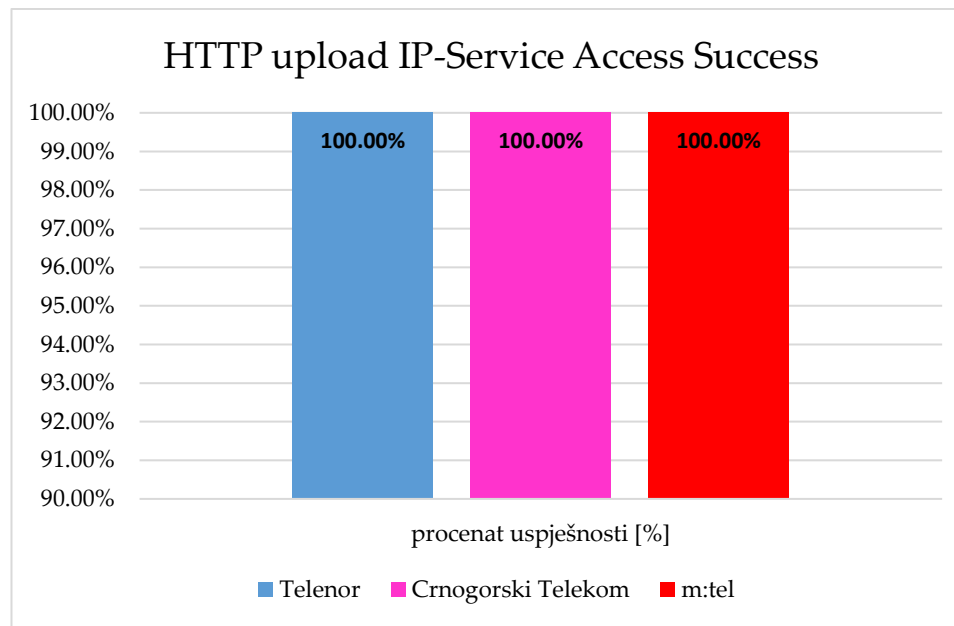 HTTP upload IP-Service Access Success
100.00%
99.00%
98.00%
97.00%
96.00%
95.00%
94.00%
93.00%
92.00%
91.00%
90.00%
100.00% 100.00% 100.00%
procenat uspješnosti [%]
Telenor Crnogorski Telekom m:tel